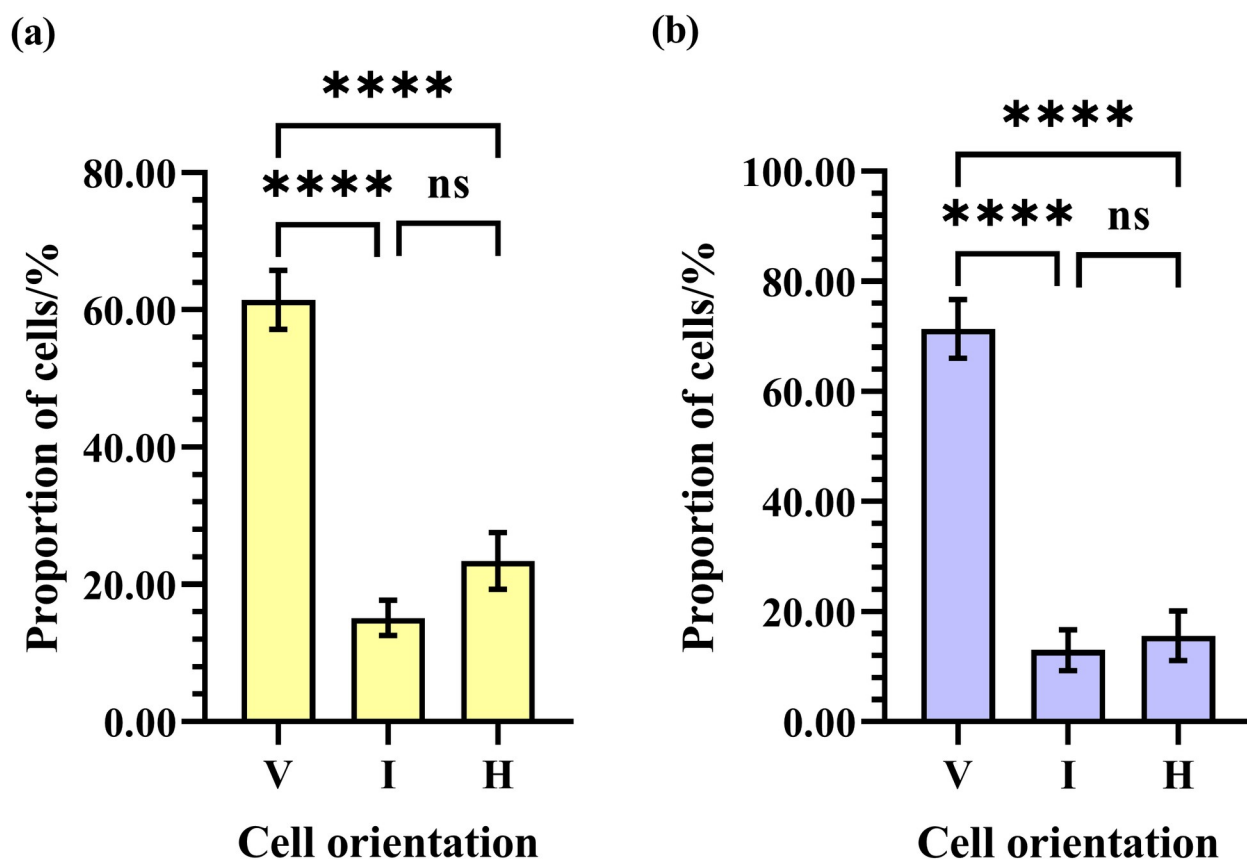 (a)
****
80.00
**** ns
60.00
40.00
20.00
0.00
Proportion of cells/%
V I H
Cell orientation
(b)
****
100.00
**** ns
80.00
60.00
40.00
20.00
0.00
Proportion of cells/%
V I H
Cell orientation